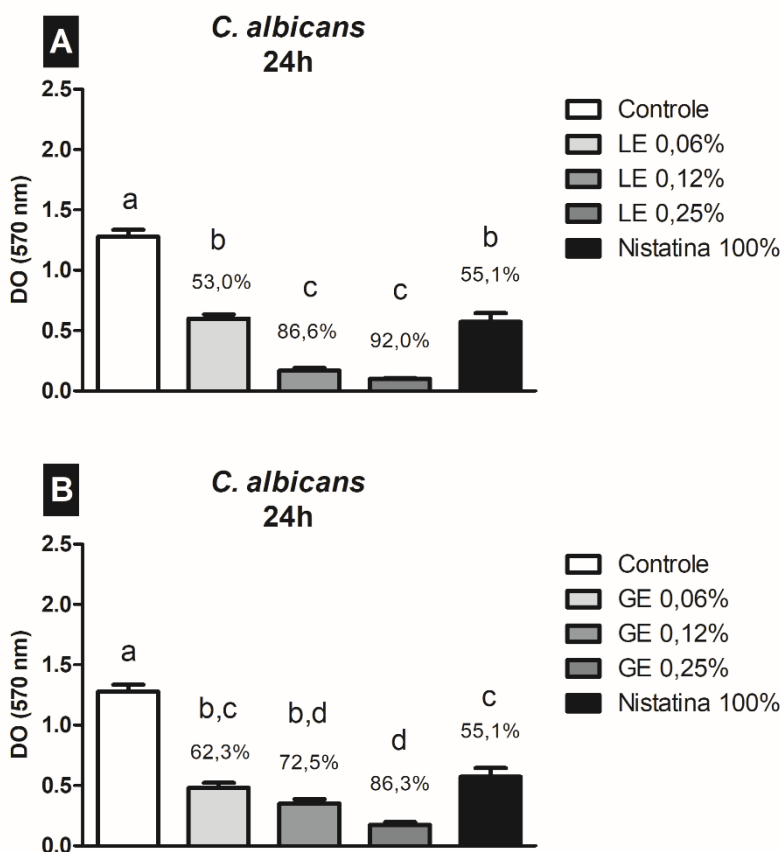 A
C. albicans
24h
DO (570 nm)
2.5
2.0
1.5
1.0
0.5
0.0
a
b
53,0%
c
86,6%
c
92,0%
b
55,1%
Controle
LE 0,06%
LE 0,12%
LE 0,25%
Nistatina 100%
B
C. albicans
24h
DO (570 nm)
2.5
2.0
1.5
1.0
0.5
0.0
a
b,c
62,3%
b,d
72,5%
d
86,3%
c
55,1%
Controle
GE 0,06%
GE 0,12%
GE 0,25%
Nistatina 100%